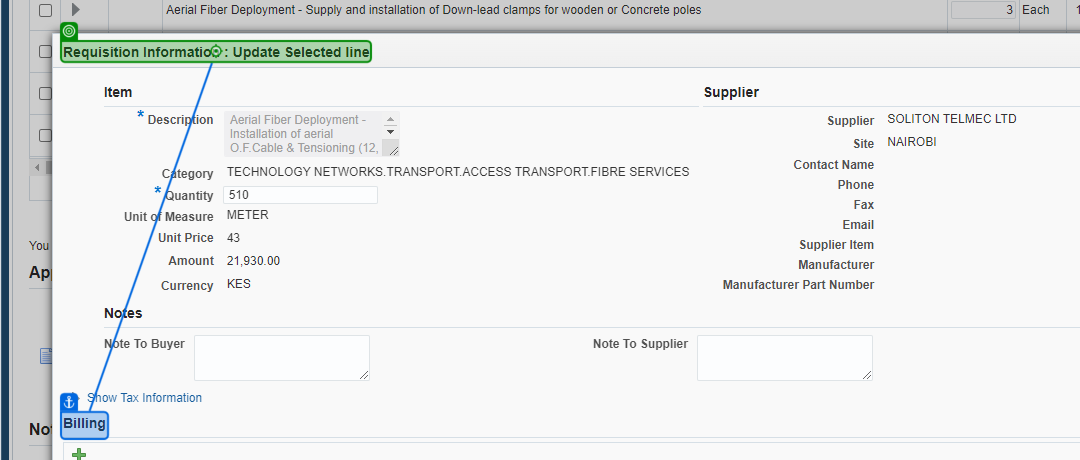 Aerial Fiber Deployment - Supply and installation of Down-lead clamps for wooden or Concrete poles 3 Each 1
Requisition Information: Update Selected line
Item
Supplier
* Description Aerial Fiber Deployment -
Installation of aerial
O.F.Cable & Tensioning (12,
Category TECHNOLOGY NETWORKS.TRANSPORT.ACCESS TRANSPORT.FIBRE SERVICES
* Quantity 510
Unit of Measure METER
Unit Price 43
Amount 21,930.00
Currency KES
Supplier SOLITON TELMEC LTD
Site NAIROBI
Contact Name
Phone
Fax
Email
Supplier Item
Manufacturer
Manufacturer Part Number
You
App
Notes
Note To Buyer
Note To Supplier
Show Tax Information
Billing
Not